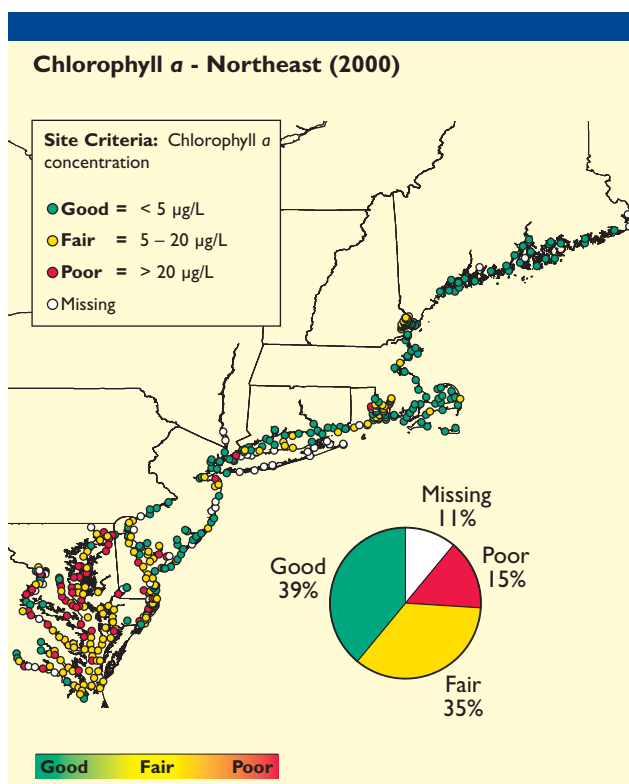 Chlorophyll a - Northeast (2000)
Site Criteria: Chlorophyll a
concentration
Good = < 5 µg/L
Fair = 5 – 20 µg/L
Poor = > 20 µg/L
Missing
Missing
11%
Poor
15%
Good
39%
Fair
35%
Good Fair Poor